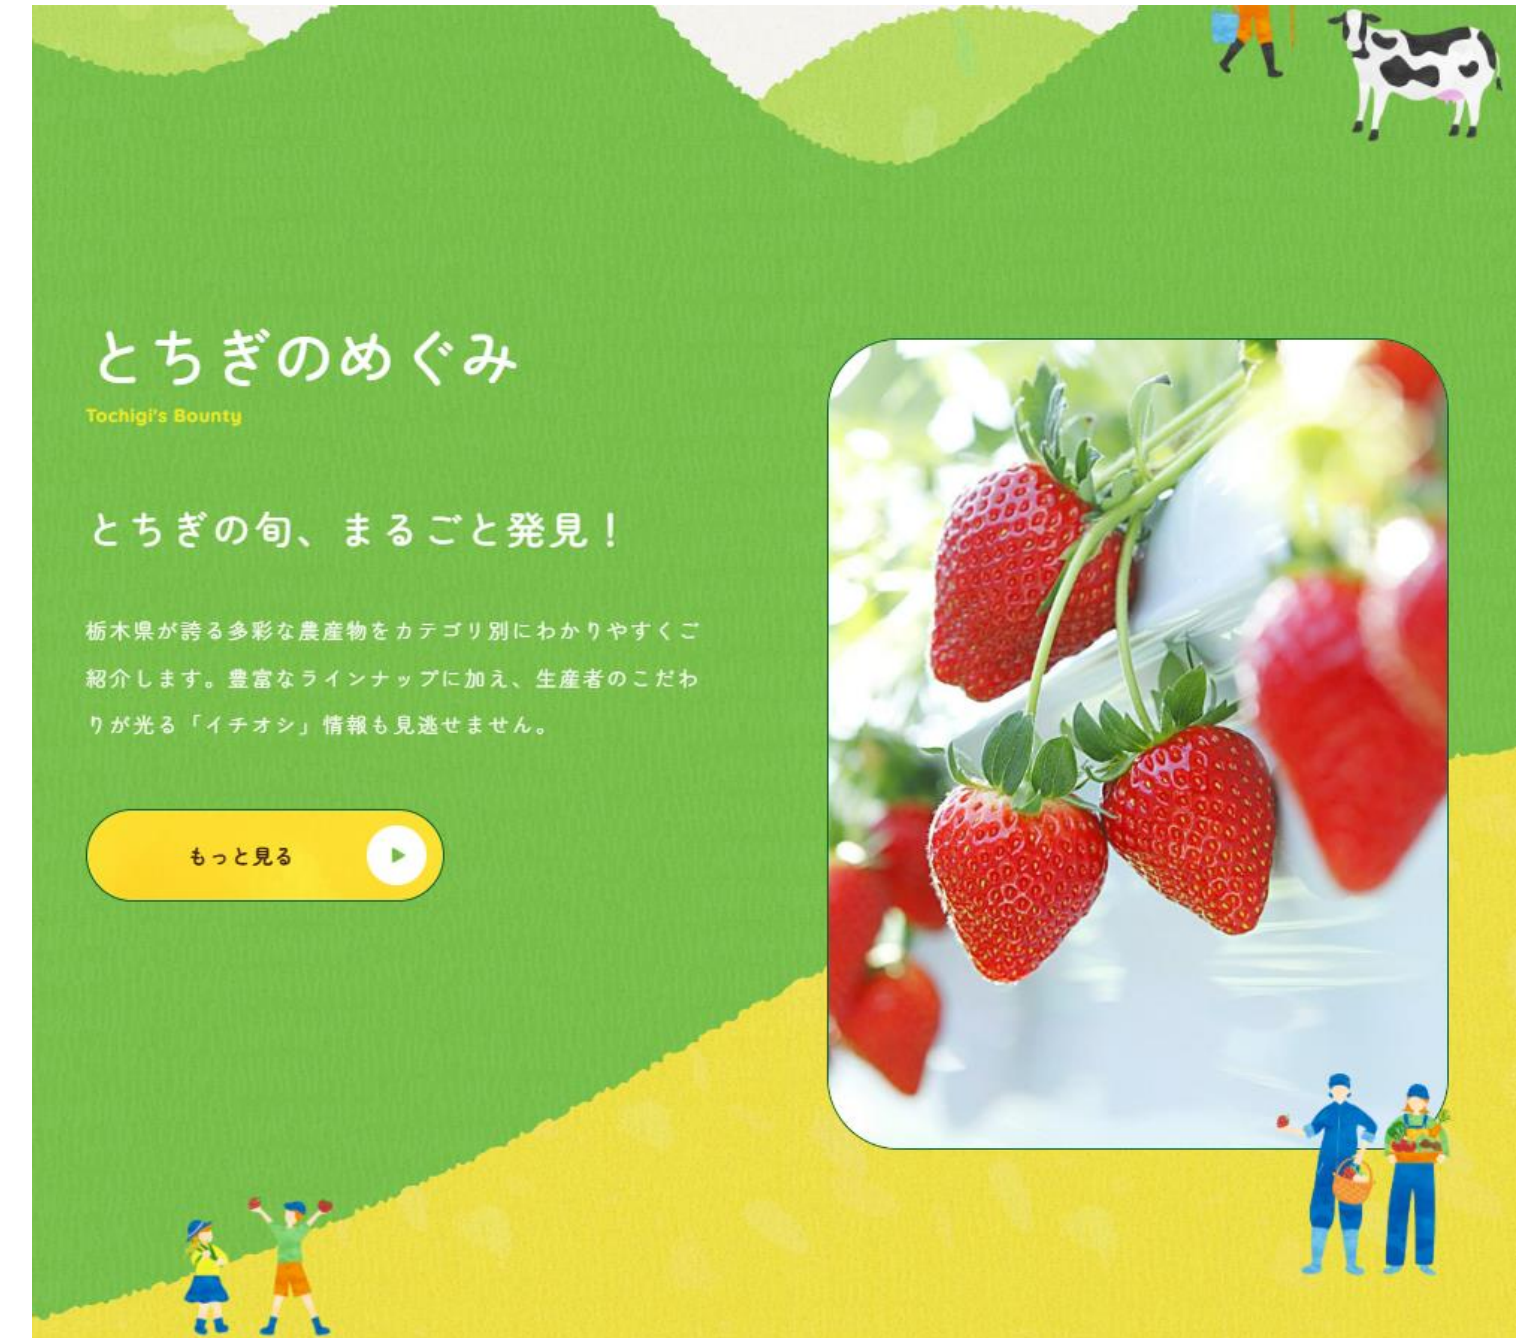 とちぎのめぐみ
Tochigi's Bounty
とちぎの旬、まるごと発見！
栃木県が誇る多彩な農産物をカテゴリ別にわかりやすくご
紹介します。豊富なラインナップに加え、生産者のこだわ
りが光る「イチオシ」情報も見逃せません。
もっと見る